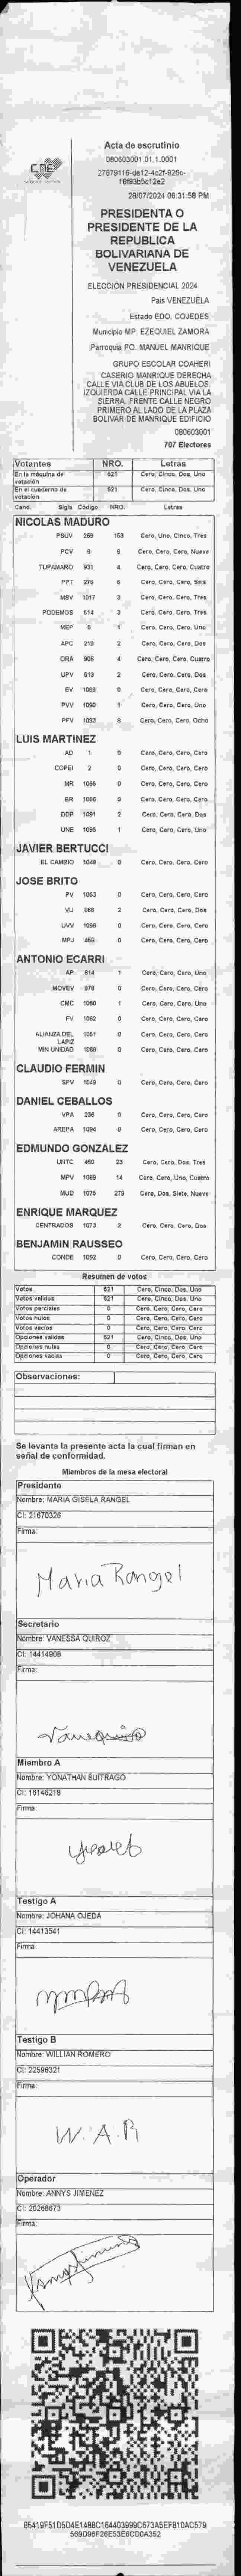 CNE
Acta de escrutinio
080603001.01.1.0001
28/07/2024 06:31:58 PM
PRESIDENTA O
PRESIDENTE DE LA
REPUBLICA
BOLIVARIANA DE
VENEZUELA
ELECCIÓN PRESIDENCIAL 2024
País VENEZUELA
Estado EDO. COJEDES
Municipio MP. EZEQUIEL ZAMORA
Parroquia PQ. MANUEL MANRIQUE
GRUPO ESCOLAR COAHERI
CASERIO MANRIQUE DERECHA
CALLE VIA CLUB DE LOS ABUELOS.
IZQUIERDA CALLE PRINCIPAL VIA LA
SIERRA. FRENTE CALLE NEGRO
PRIMERO AL LADO DE LA PLAZA
BOLIVAR DE MANRIQUE EDIFICIO
080603001
707 Electores
Votantes NRO. Letras
En la máquina de votación 521 Cero, Cinco, Dos, Uno
En el cuaderno de votación 521 Cero, Cinco, Dos, Uno
Cand. Sigla Código NRO. Letras
NICOLAS MADURO
PSUV 269 153 Cero, Uno, Cinco, Tres
PCV 9 9 Cero, Cero, Cero, Nueve
TUPAMARO 931 4 Cero, Cero, Cero, Cuatro
PPT 275 6 Cero, Cero, Cero, Seis
MSV 1017 3 Cero, Cero, Cero, Tres
PODEMOS 514 3 Cero, Cero, Cero, Tres
MEP 6 1 Cero, Cero, Cero, Uno
APC 219 2 Cero, Cero, Cero, Dos
ORA 906 4 Cero, Cero, Cero, Cuatro
UPV 613 2 Cero, Cero, Cero, Dos
EV 1089 0 Cero, Cero, Cero, Cero
PVV 1090 1 Cero, Cero, Cero, Uno
PFV 1093 8 Cero, Cero, Cero, Ocho
LUIS MARTINEZ
AD 1 0 Cero, Cero, Cero, Cero
COPEI 2 0 Cero, Cero, Cero, Cero
MR 1065 0 Cero, Cero, Cero, Cero
BR 1066 0 Cero, Cero, Cero, Cero
DDP 1091 2 Cero, Cero, Cero, Dos
UNE 1095 1 Cero, Cero, Cero, Uno
JAVIER BERTUCCI
EL CAMBIO 1048 0 Cero, Cero, Cero, Cero
JOSE BRITO
PV 1053 0 Cero, Cero, Cero, Cero
VU 968 2 Cero, Cero, Cero, Dos
UVV 1096 0 Cero, Cero, Cero, Cero
MPJ 469 0 Cero, Cero, Cero, Cero
ANTONIO ECARRI
AP 814 1 Cero, Cero, Cero, Uno
MOVEV 978 0 Cero, Cero, Cero, Cero
CMC 1060 1 Cero, Cero, Cero, Uno
FV 1062 0 Cero, Cero, Cero, Cero
ALIANZA DEL LAPIZ 1051 0 Cero, Cero, Cero, Cero
MIN UNIDAD 1069 0 Cero, Cero, Cero, Cero
CLAUDIO FERMIN
SPV 1049 0 Cero, Cero, Cero, Cero
DANIEL CEBALLOS
VPA 236 0 Cero, Cero, Cero, Cero
AREPA 1094 0 Cero, Cero, Cero, Cero
EDMUNDO GONZÁLEZ
UNTC 460 23 Cero, Cero, Dos, Tres
MPV 1069 14 Cero, Cero, Uno, Cuatro
MUD 1075 279 Cero, Dos, Siete, Nueve
ENRIQUE MARQUEZ
CENTRADOS 1073 2 Cero, Cero, Cero, Dos
BENJAMIN RAUSSEO
CONDE 1092 0 Cero, Cero, Cero, Cero
Resumen de votos
Votos 521 Cero, Cinco, Dos, Uno
Votos validos 521 Cero, Cinco, Dos, Uno
Votos parciales 0 Cero, Cero, Cero, Cero
Votos nulos 0 Cero, Cero, Cero, Cero
Votos vacios 0 Cero, Cero, Cero, Cero
Opciones validas 521 Cero, Cinco, Dos, Uno
Opciones nulas 0 Cero, Cero, Cero, Cero
Opciones vacias 0 Cero, Cero, Cero, Cero
Observaciones:
Se levanta la presente acta la cual firman en
señal de conformidad.
Miembros de la mesa electoral
Presidente
Nombre: MARIA GISELA RANGEL
CI: 21670326
Firma:
Maria Rangel
Secretario
Nombre: VANESSA QUIROZ
CI: 14414908
Firma:
Miembro A
Nombre: YONATHAN BUITRAGO
CI: 16146218
Firma:
Testigo A
Nombre: JOHANA OJEDA
CI: 14413541
Firma:
Testigo B
Nombre: WILLIAN ROMERO
CI: 22598321
Firma:
W.A.R
Operador
Nombre: ANNYS JIMENEZ
CI: 20268673
Firma: